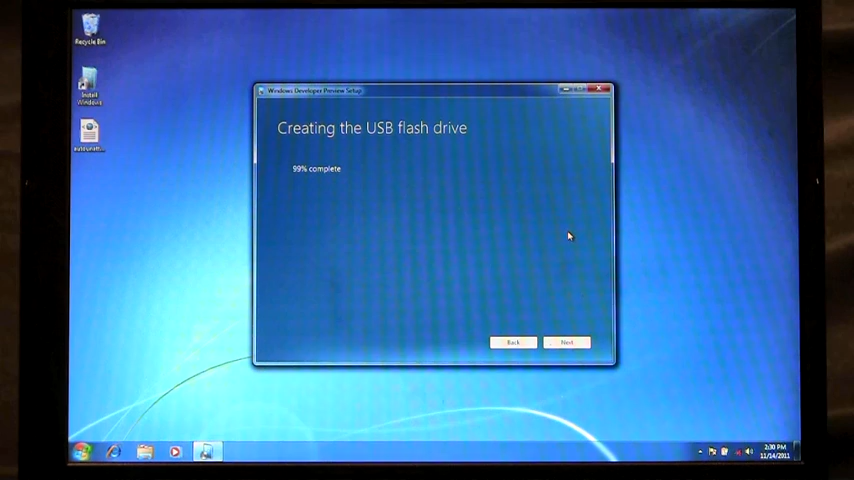 Recycle Bin
Install
Windows
Windows Developer Preview Setup
Creating the USB flash drive
99% complete
Back
Next
2:30 PM
11/14/2011